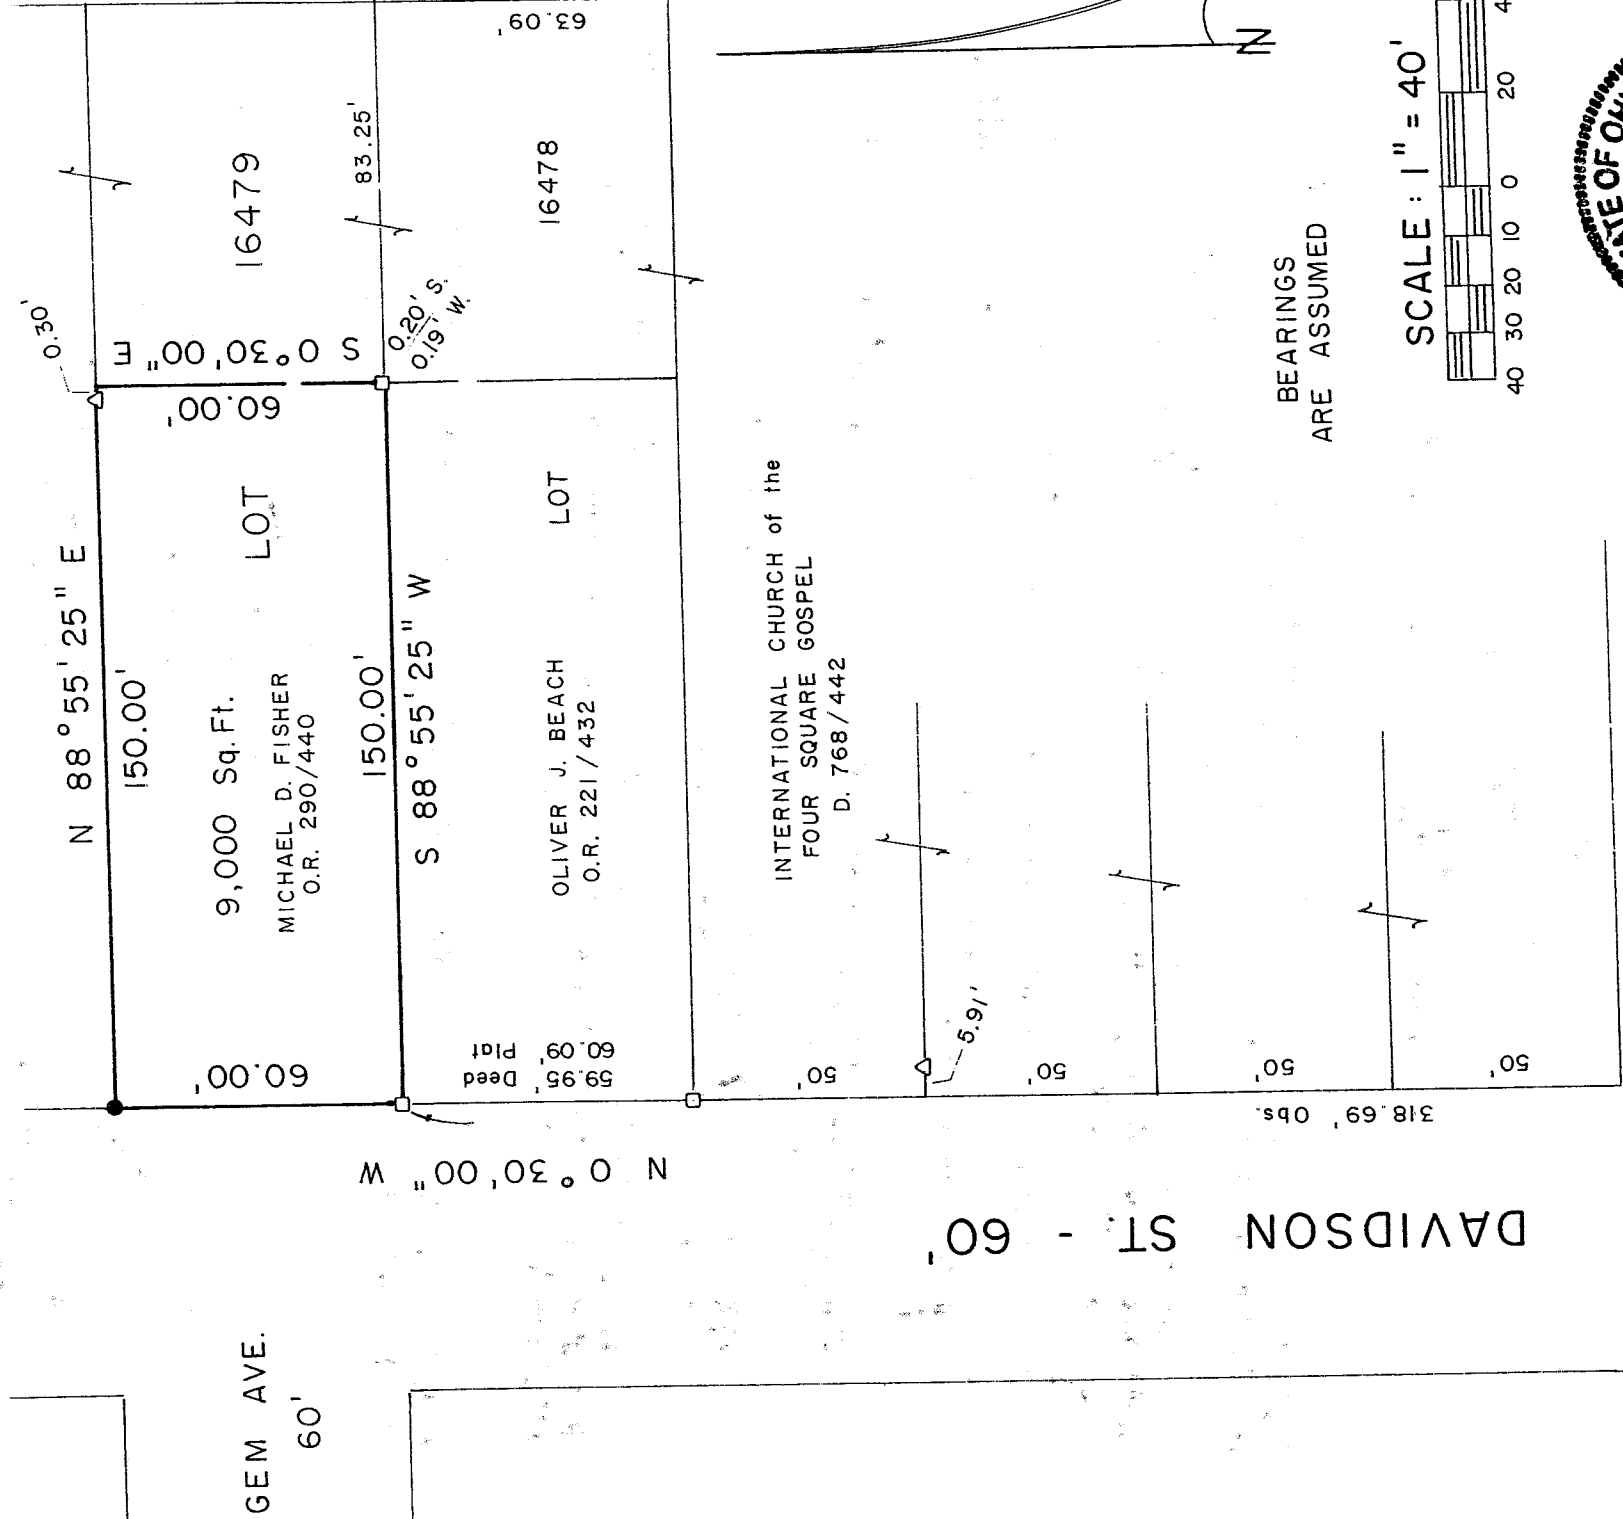 63.09'
16479
83.25'
16478
0.30'
S 0° 30' 00" E
60.00'
0.20' S.
0.19' W.
N 88° 55' 25" E
150.00'
LOT
9,000 Sq. Ft.
MICHAEL D. FISHER
O.R. 290/440
150.00'
S 88° 55' 25" W
60.00'
LOT
OLIVER J. BEACH
O.R. 221/432
59.95' Deed
60.09' Plat
INTERNATIONAL CHURCH of the
FOUR SQUARE GOSPEL
D. 768/442
50'
5.91'
50'
50'
50'
318.69' Obs.
N 0° 30' 00" W
DAVIDSON ST. - 60'
GEM AVE.
60'
N
BEARINGS
ARE ASSUMED
SCALE : 1" = 40'
40 30 20 10 0 20